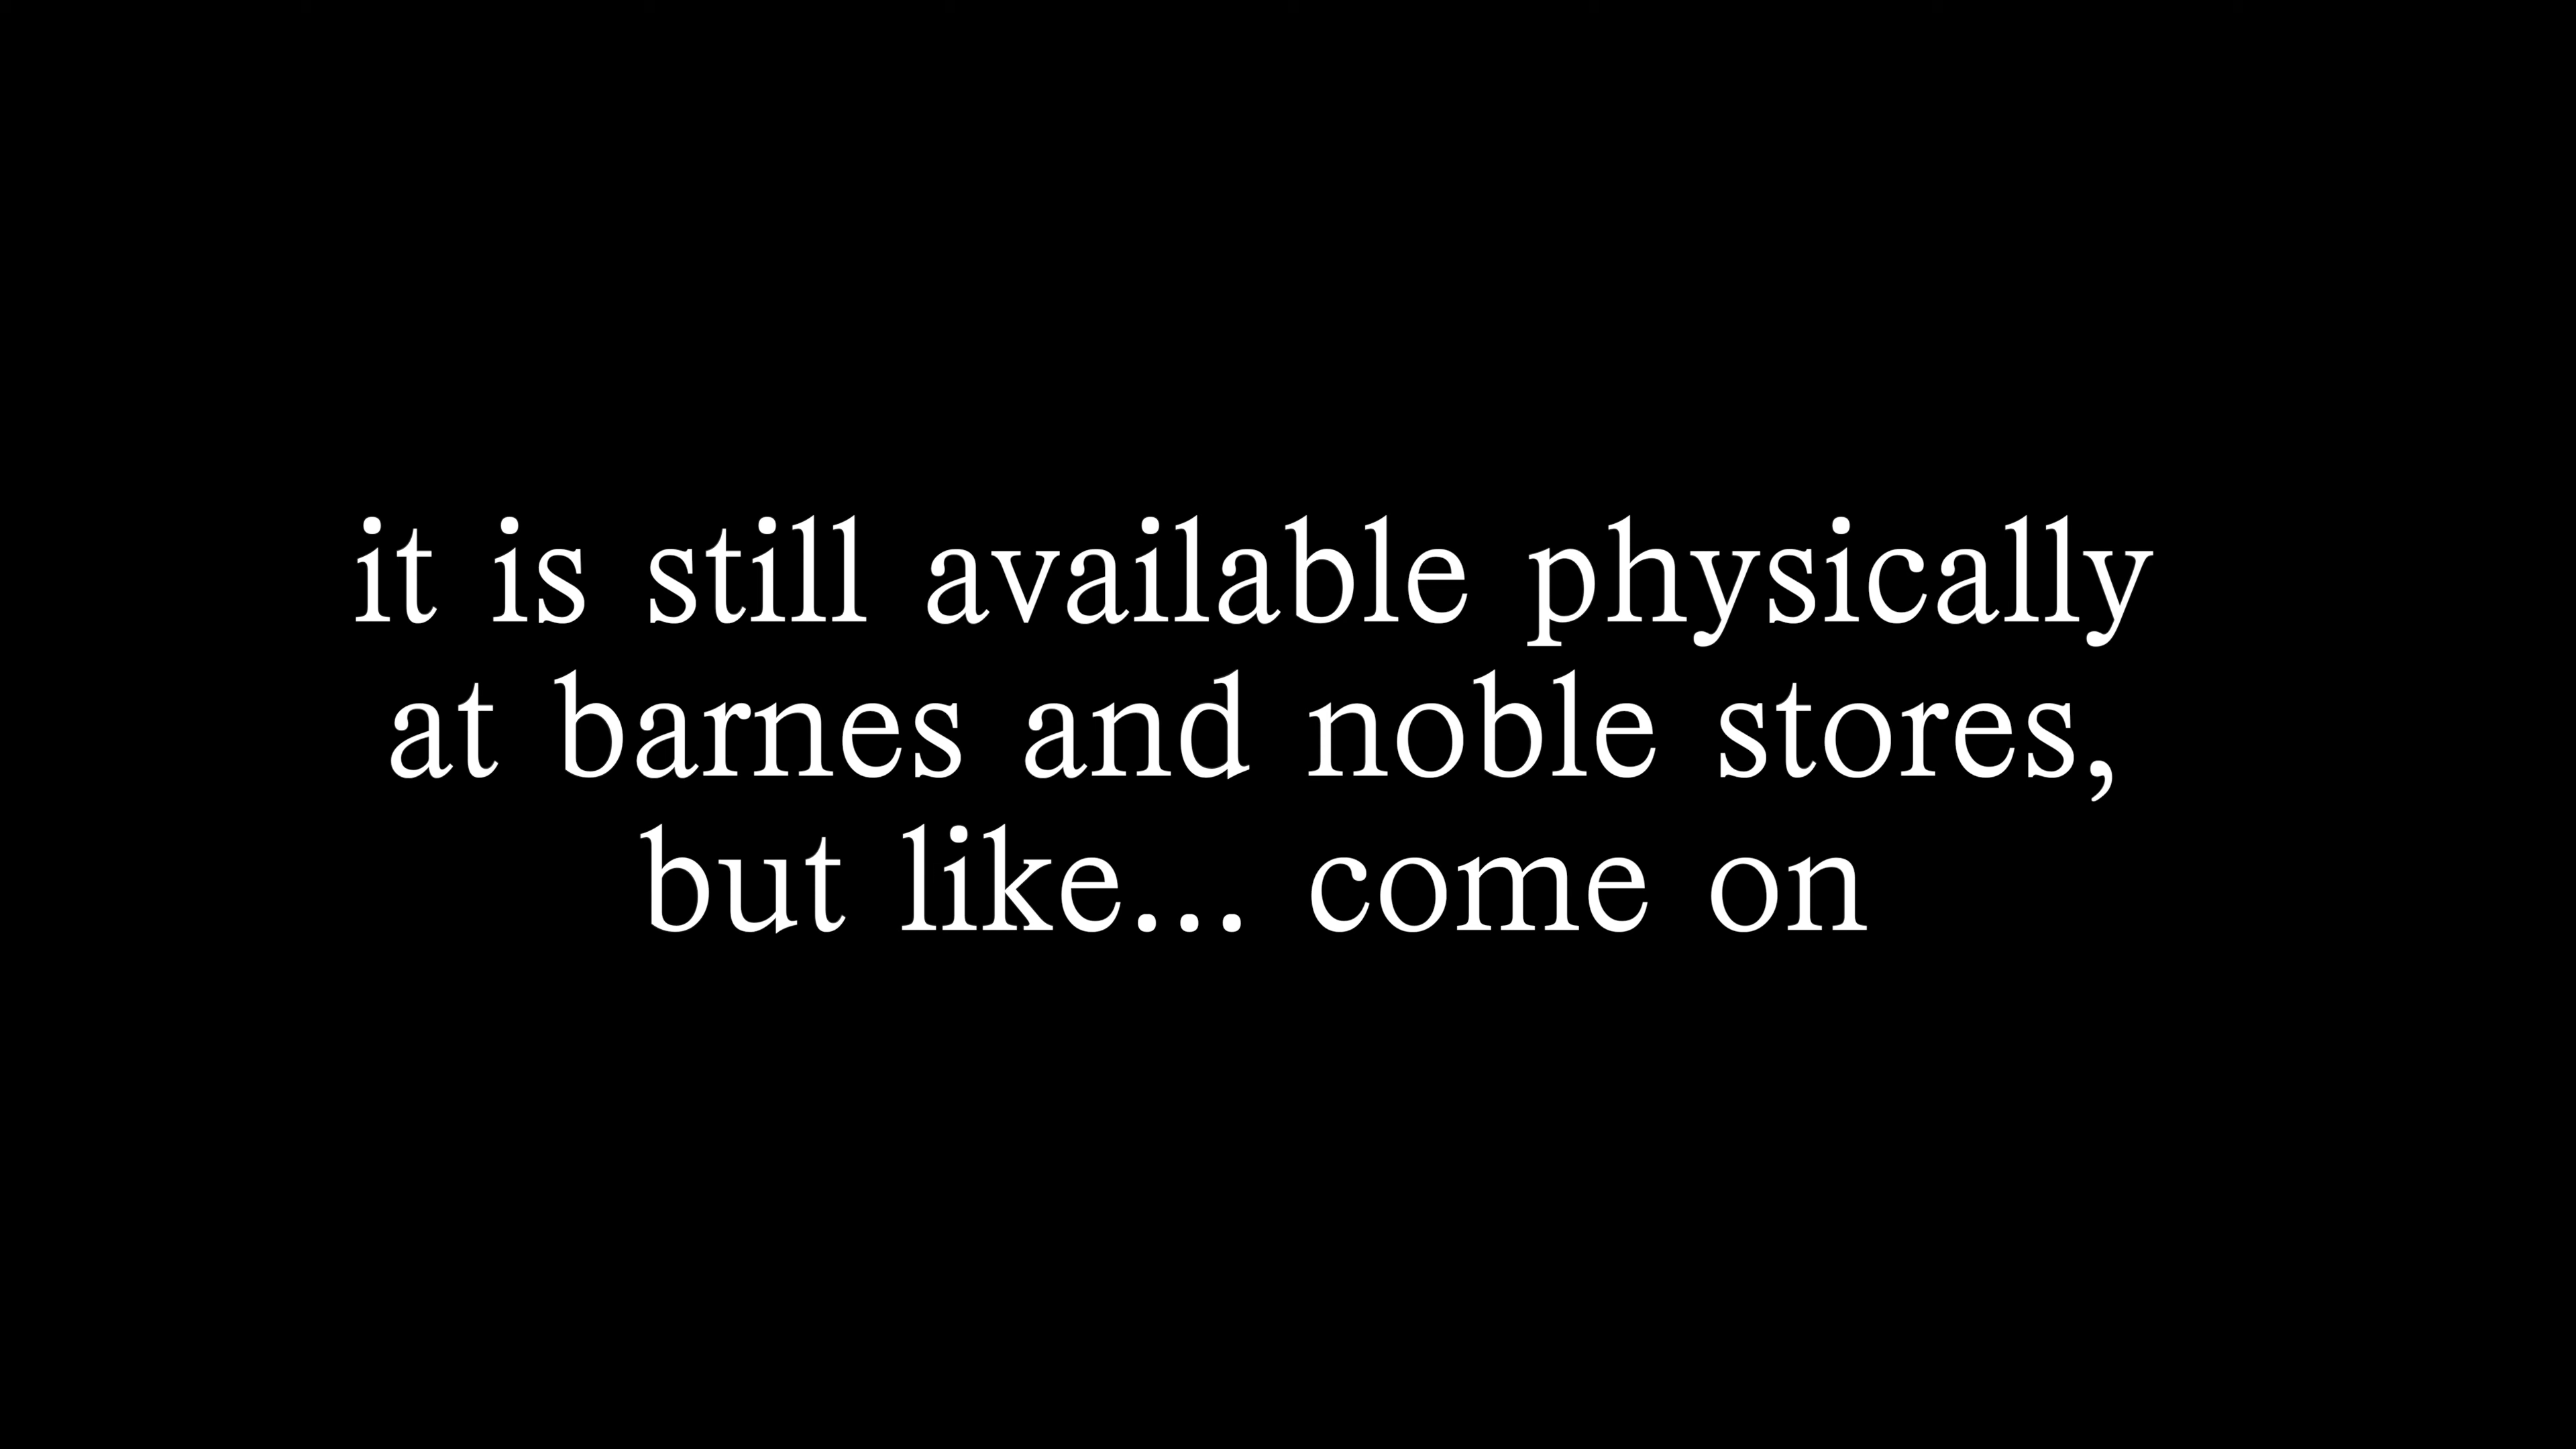 it is still available physically
at barnes and noble stores,
but like... come on